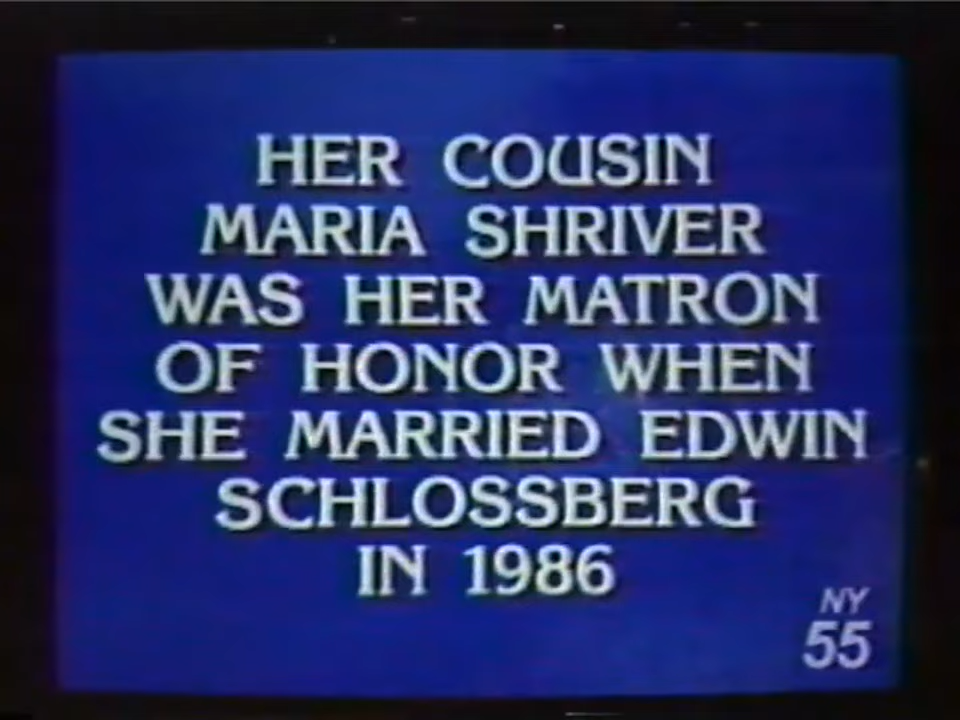 HER COUSIN
MARIA SHRIVER
WAS HER MATRON
OF HONOR WHEN
SHE MARRIED EDWIN
SCHLOSSBERG
IN 1986
NY
55